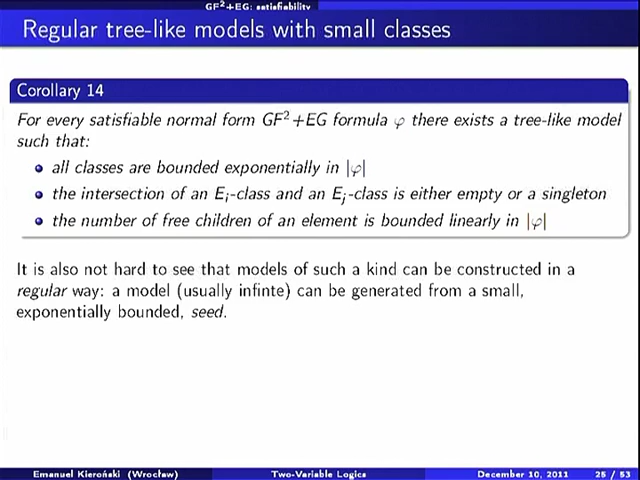 GF²+EG: satisfiability
Regular tree-like models with small classes
Corollary 14
For every satisfiable normal form GF²+EG formula φ there exists a tree-like model
such that:
all classes are bounded exponentially in |φ|
the intersection of an Eᵢ-class and an Eⱼ-class is either empty or a singleton
the number of free children of an element is bounded linearly in |φ|
It is also not hard to see that models of such a kind can be constructed in a
regular way: a model (usually infinte) can be generated from a small,
exponentially bounded, seed.
Emanuel Kieroński (Wrocław) Two-Variable Logics December 10, 2011 25 / 53